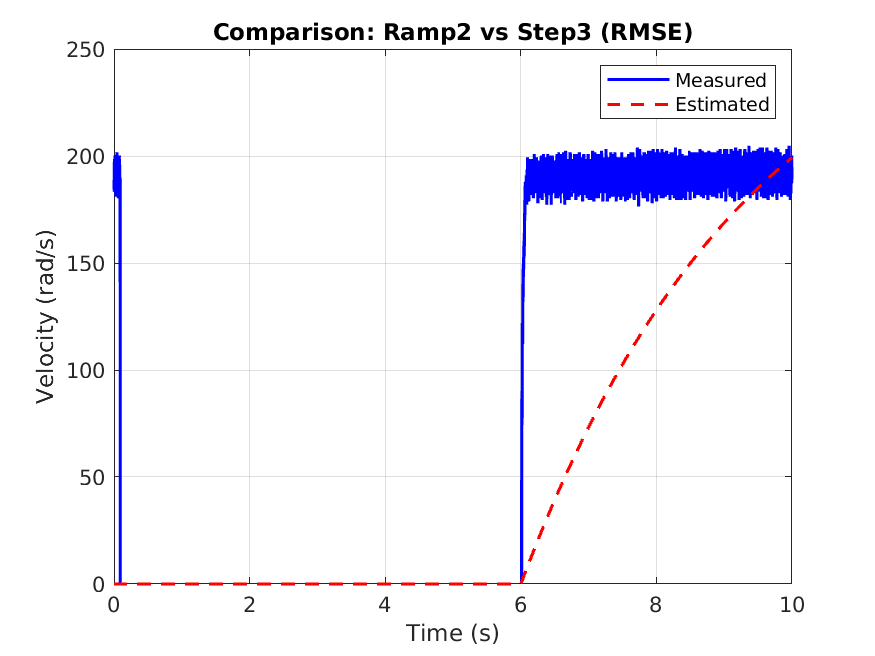 Comparison: Ramp2 vs Step3 (RMSE)
250
200
150
100
50
0
Velocity (rad/s)
Measured
Estimated
0 2 4 6 8 10
Time (s)